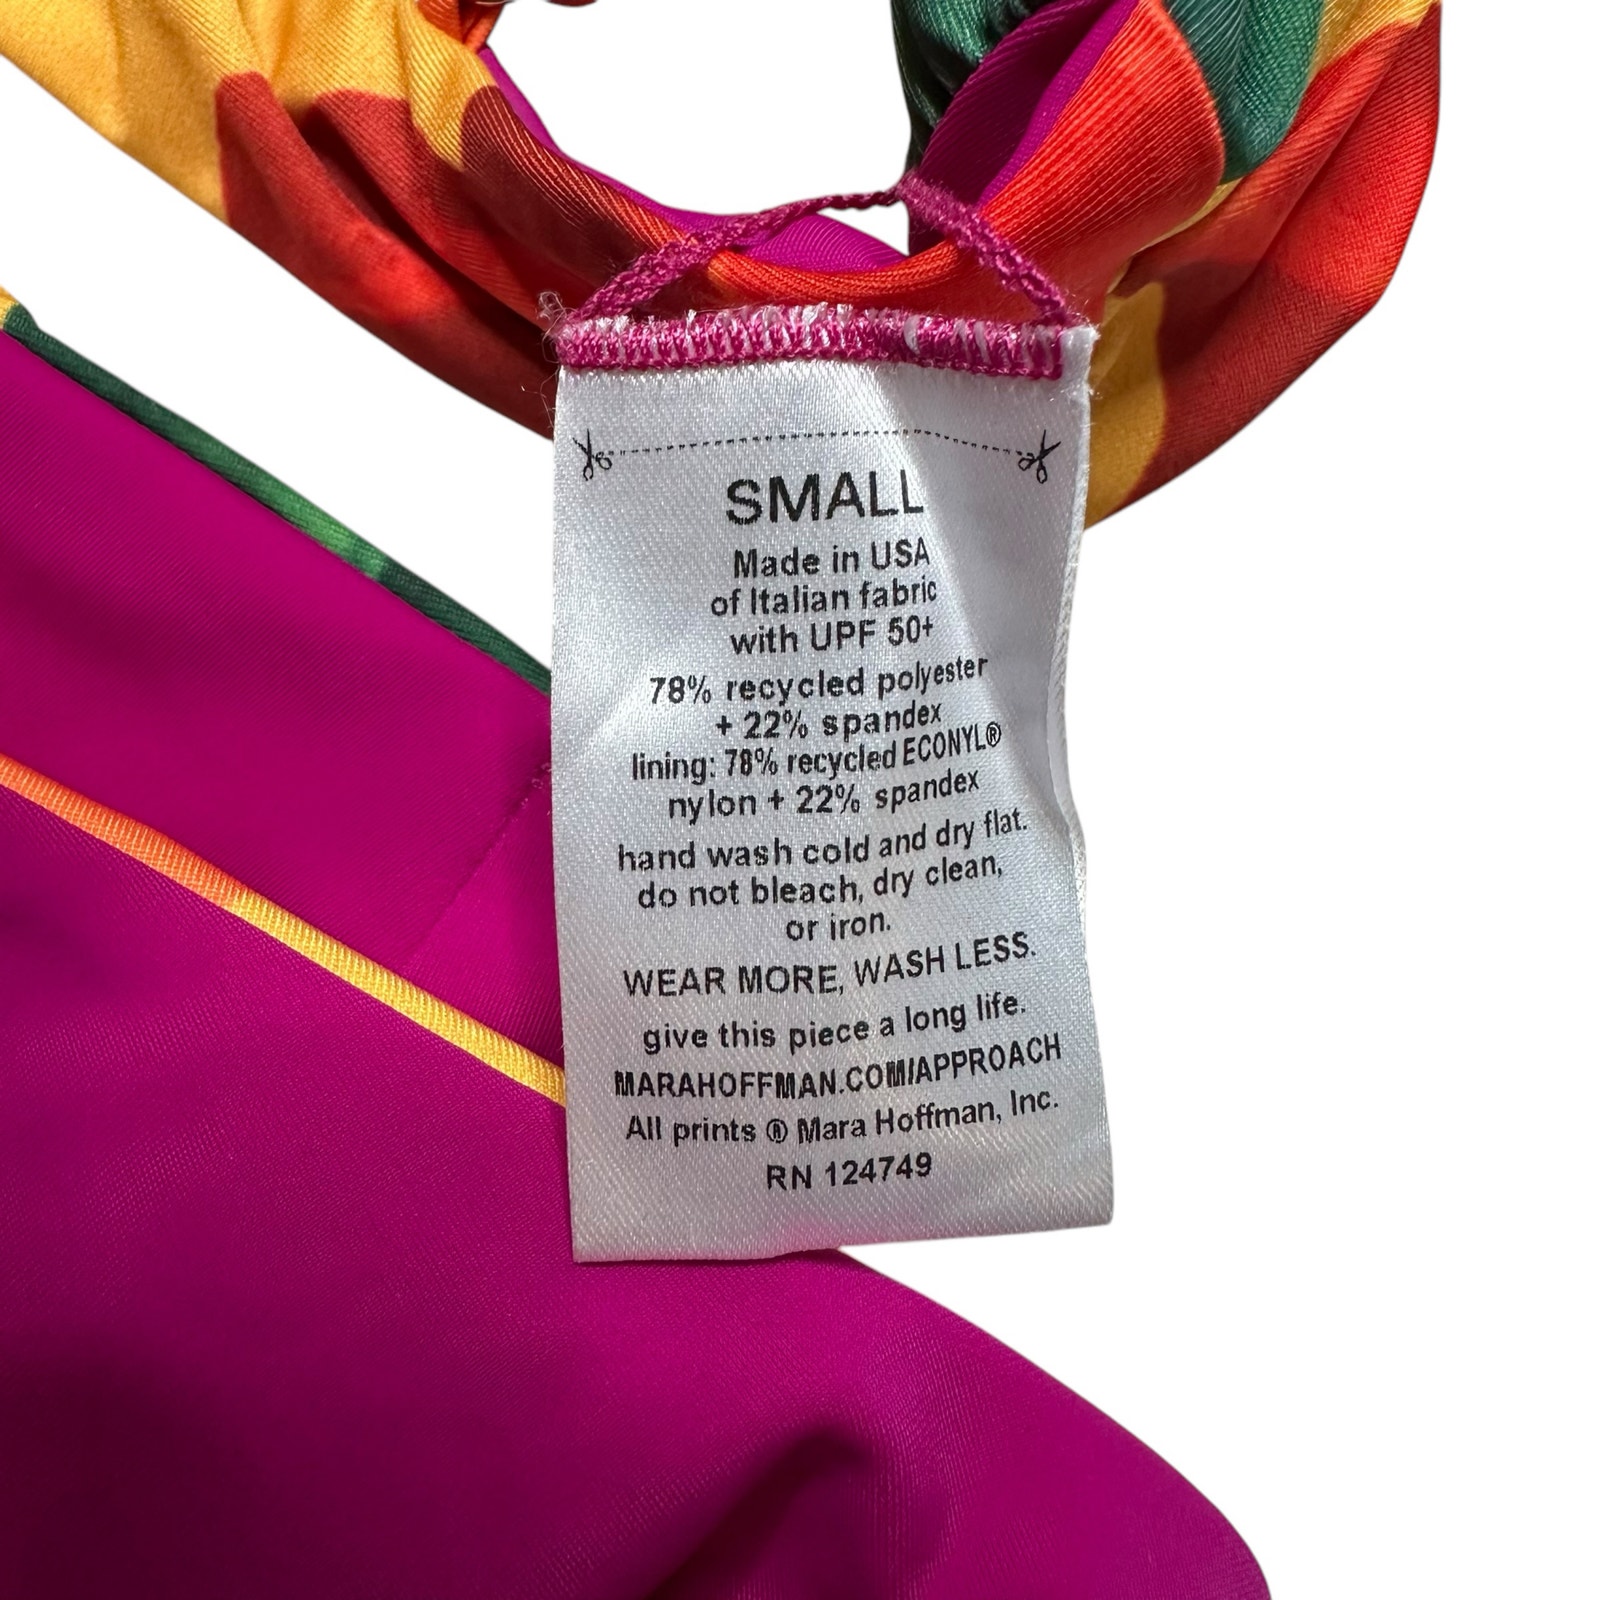 SMALL
Made in USA
of Italian fabric
with UPF 50+
78% recycled polyester
+ 22% spandex
lining: 78% recycled ECONYL®
nylon + 22% spandex
hand wash cold and dry flat.
do not bleach, dry clean,
or iron.
WEAR MORE, WASH LESS.
give this piece a long life.
MARAHOFFMAN.COM/APPROACH
All prints ® Mara Hoffman, Inc.
RN 124749